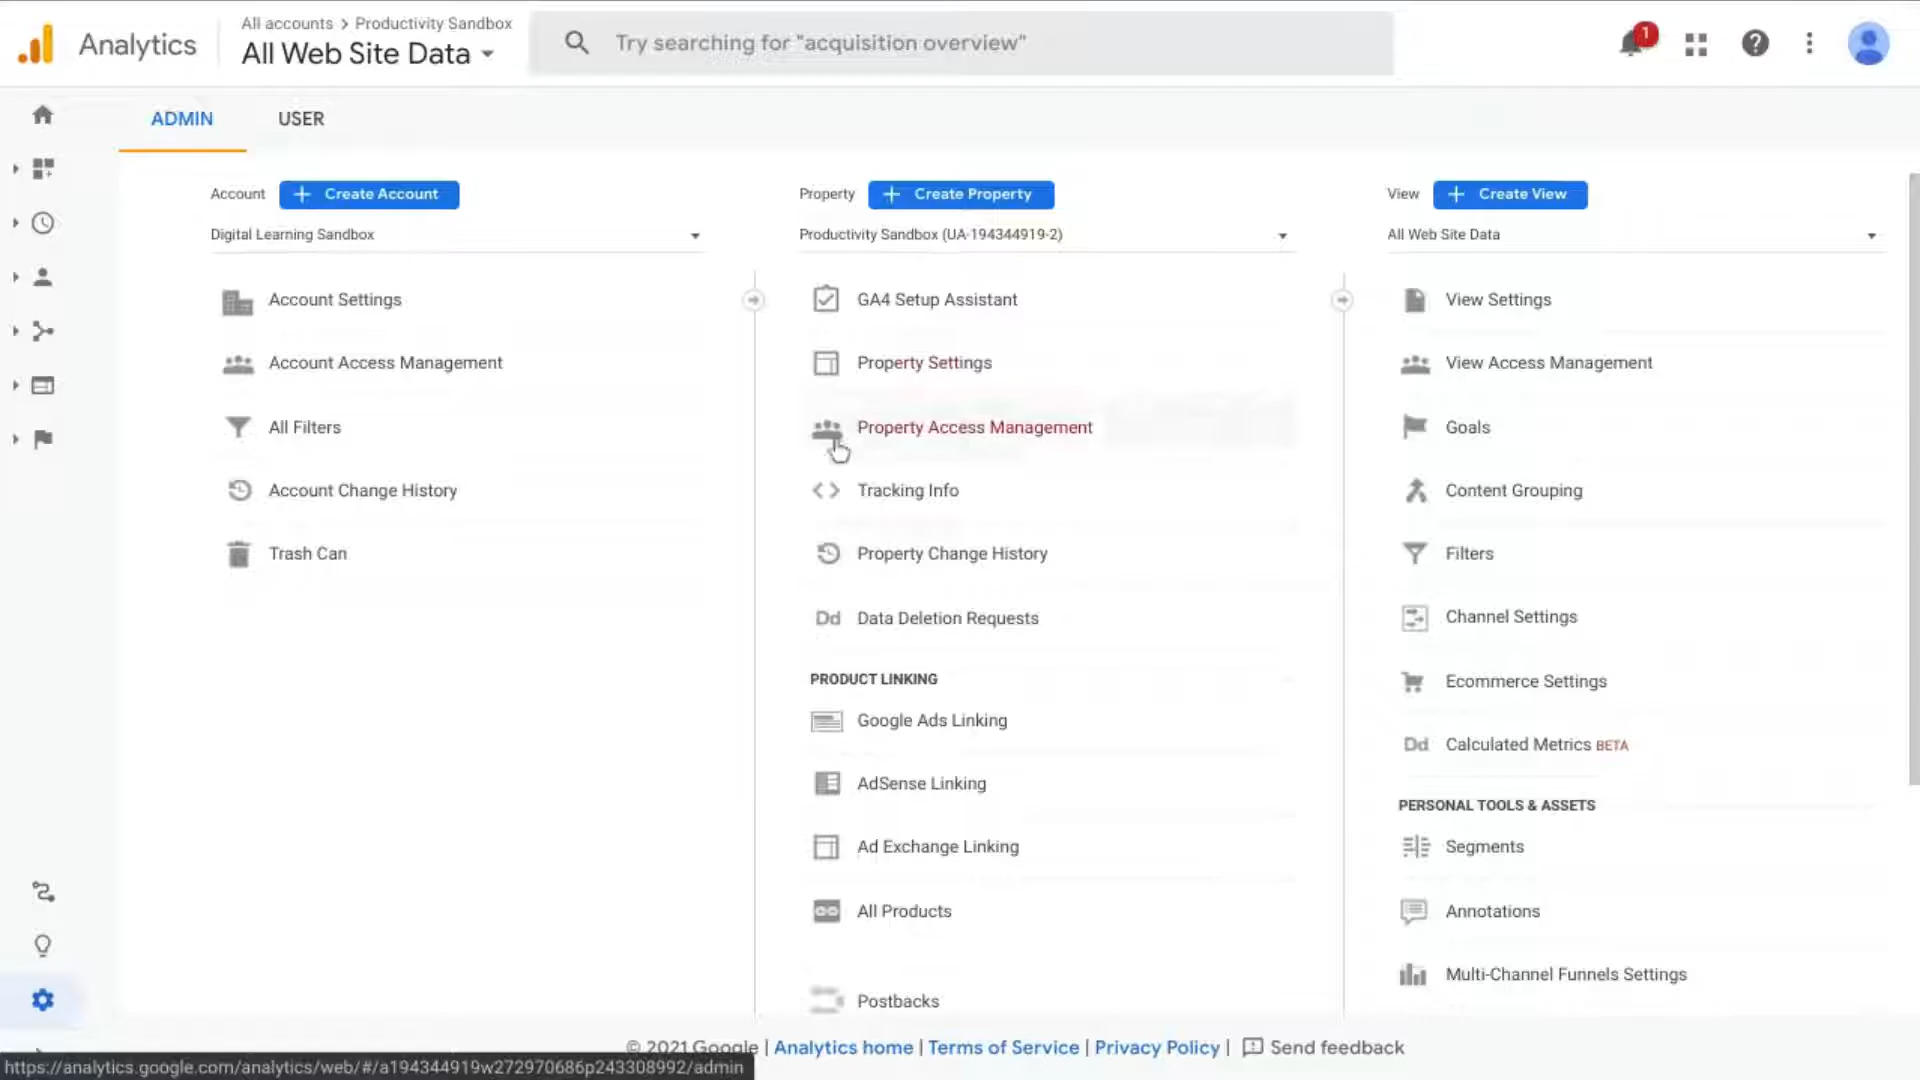 Analytics
All accounts > Productivity Sandbox
All Web Site Data
Try searching for "acquisition overview"
1
ADMIN
USER
Account
+ Create Account
Digital Learning Sandbox
Account Settings
Account Access Management
All Filters
Account Change History
Trash Can
Property
+ Create Property
Productivity Sandbox (UA-194344919-2)
GA4 Setup Assistant
Property Settings
Property Access Management
Tracking Info
Property Change History
Dd Data Deletion Requests
PRODUCT LINKING
Google Ads Linking
AdSense Linking
Ad Exchange Linking
All Products
Postbacks
View
+ Create View
All Web Site Data
View Settings
View Access Management
Goals
Content Grouping
Filters
Channel Settings
Ecommerce Settings
Dd Calculated Metrics BETA
PERSONAL TOOLS & ASSETS
Segments
Annotations
Multi-Channel Funnels Settings
© 2021 Google | Analytics home | Terms of Service | Privacy Policy | Send feedback
https://analytics.google.com/analytics/web/#/a194344919w272970686p243308992/admin